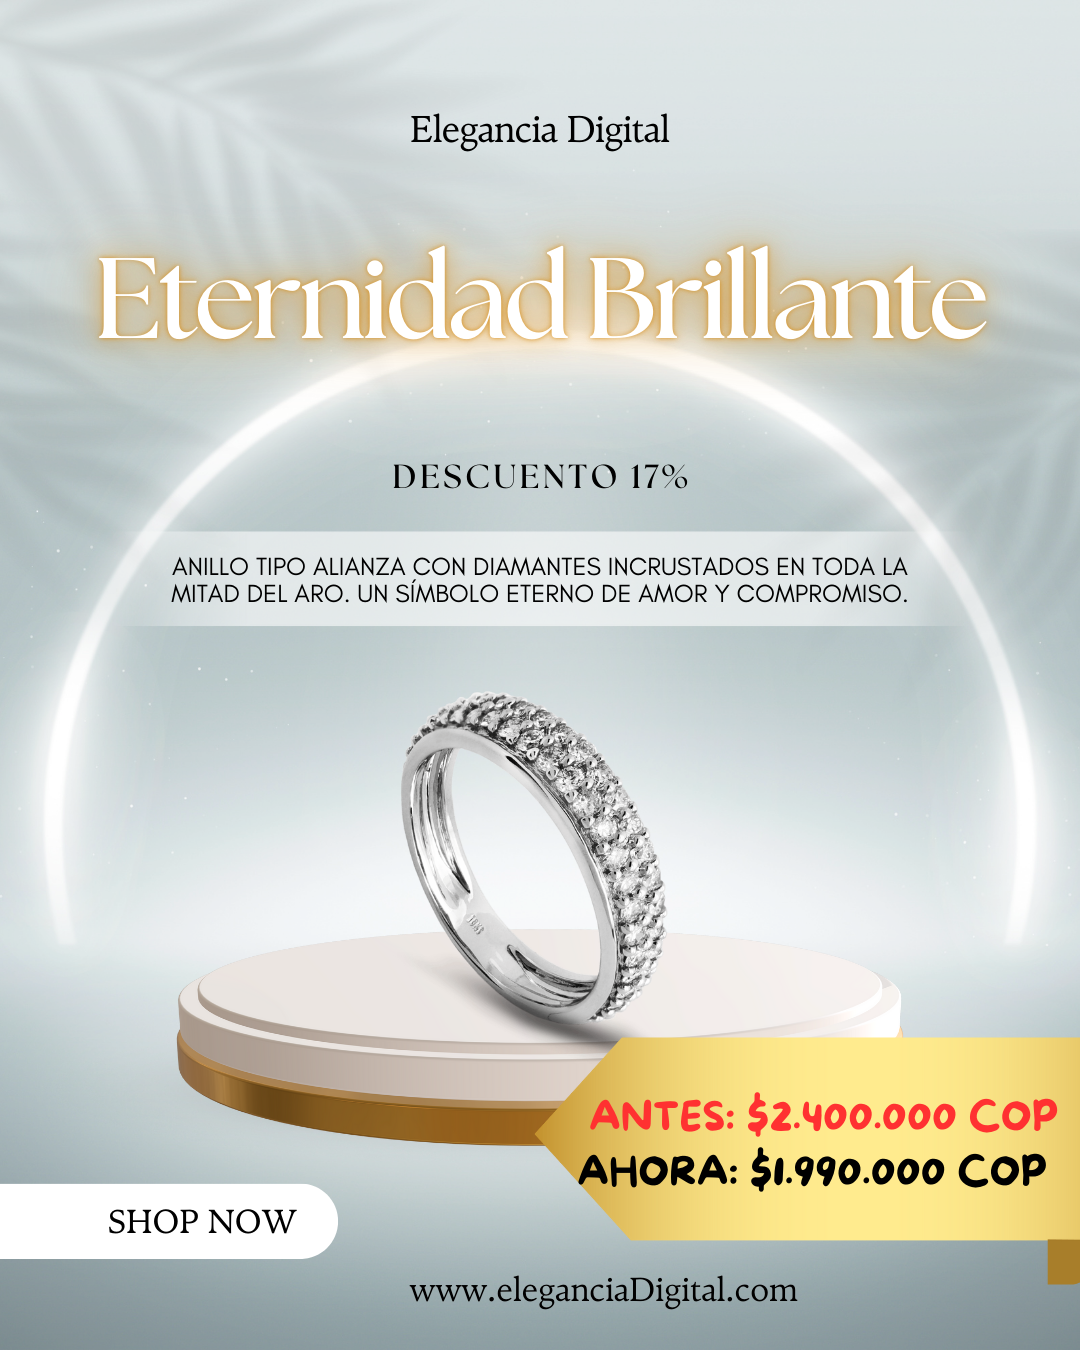 Elegancia Digital
Eternidad Brillante
DESCUENTO 17%
ANILLO TIPO ALIANZA CON DIAMANTES INCRUSTADOS EN TODA LA
MITAD DEL ARO. UN SÍMBOLO ETERNO DE AMOR Y COMPROMISO.
ANTES: $2.400.000 COP
AHORA: $1.990.000 COP
SHOP NOW
www.eleganciaDigital.com